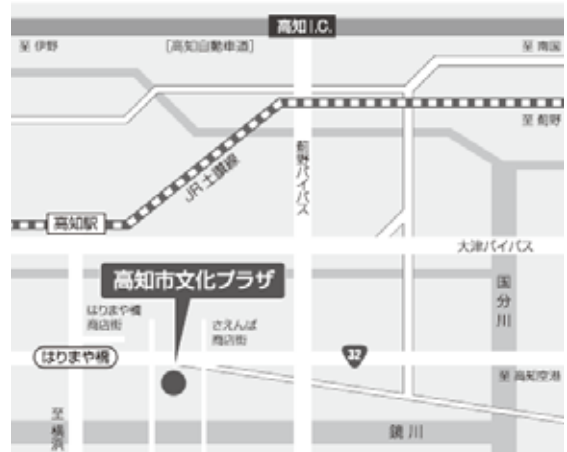 高知I.C.
至 伊野
[高知自動車道]
至 南国
至 薊野
薊野バイパス
JR土讃線
高知駅
大津バイパス
高知市文化プラザ
国分川
はりまや橋
商店街
さえんば
商店街
はりまや橋
32
至 高知空港
至 横浜
鏡川